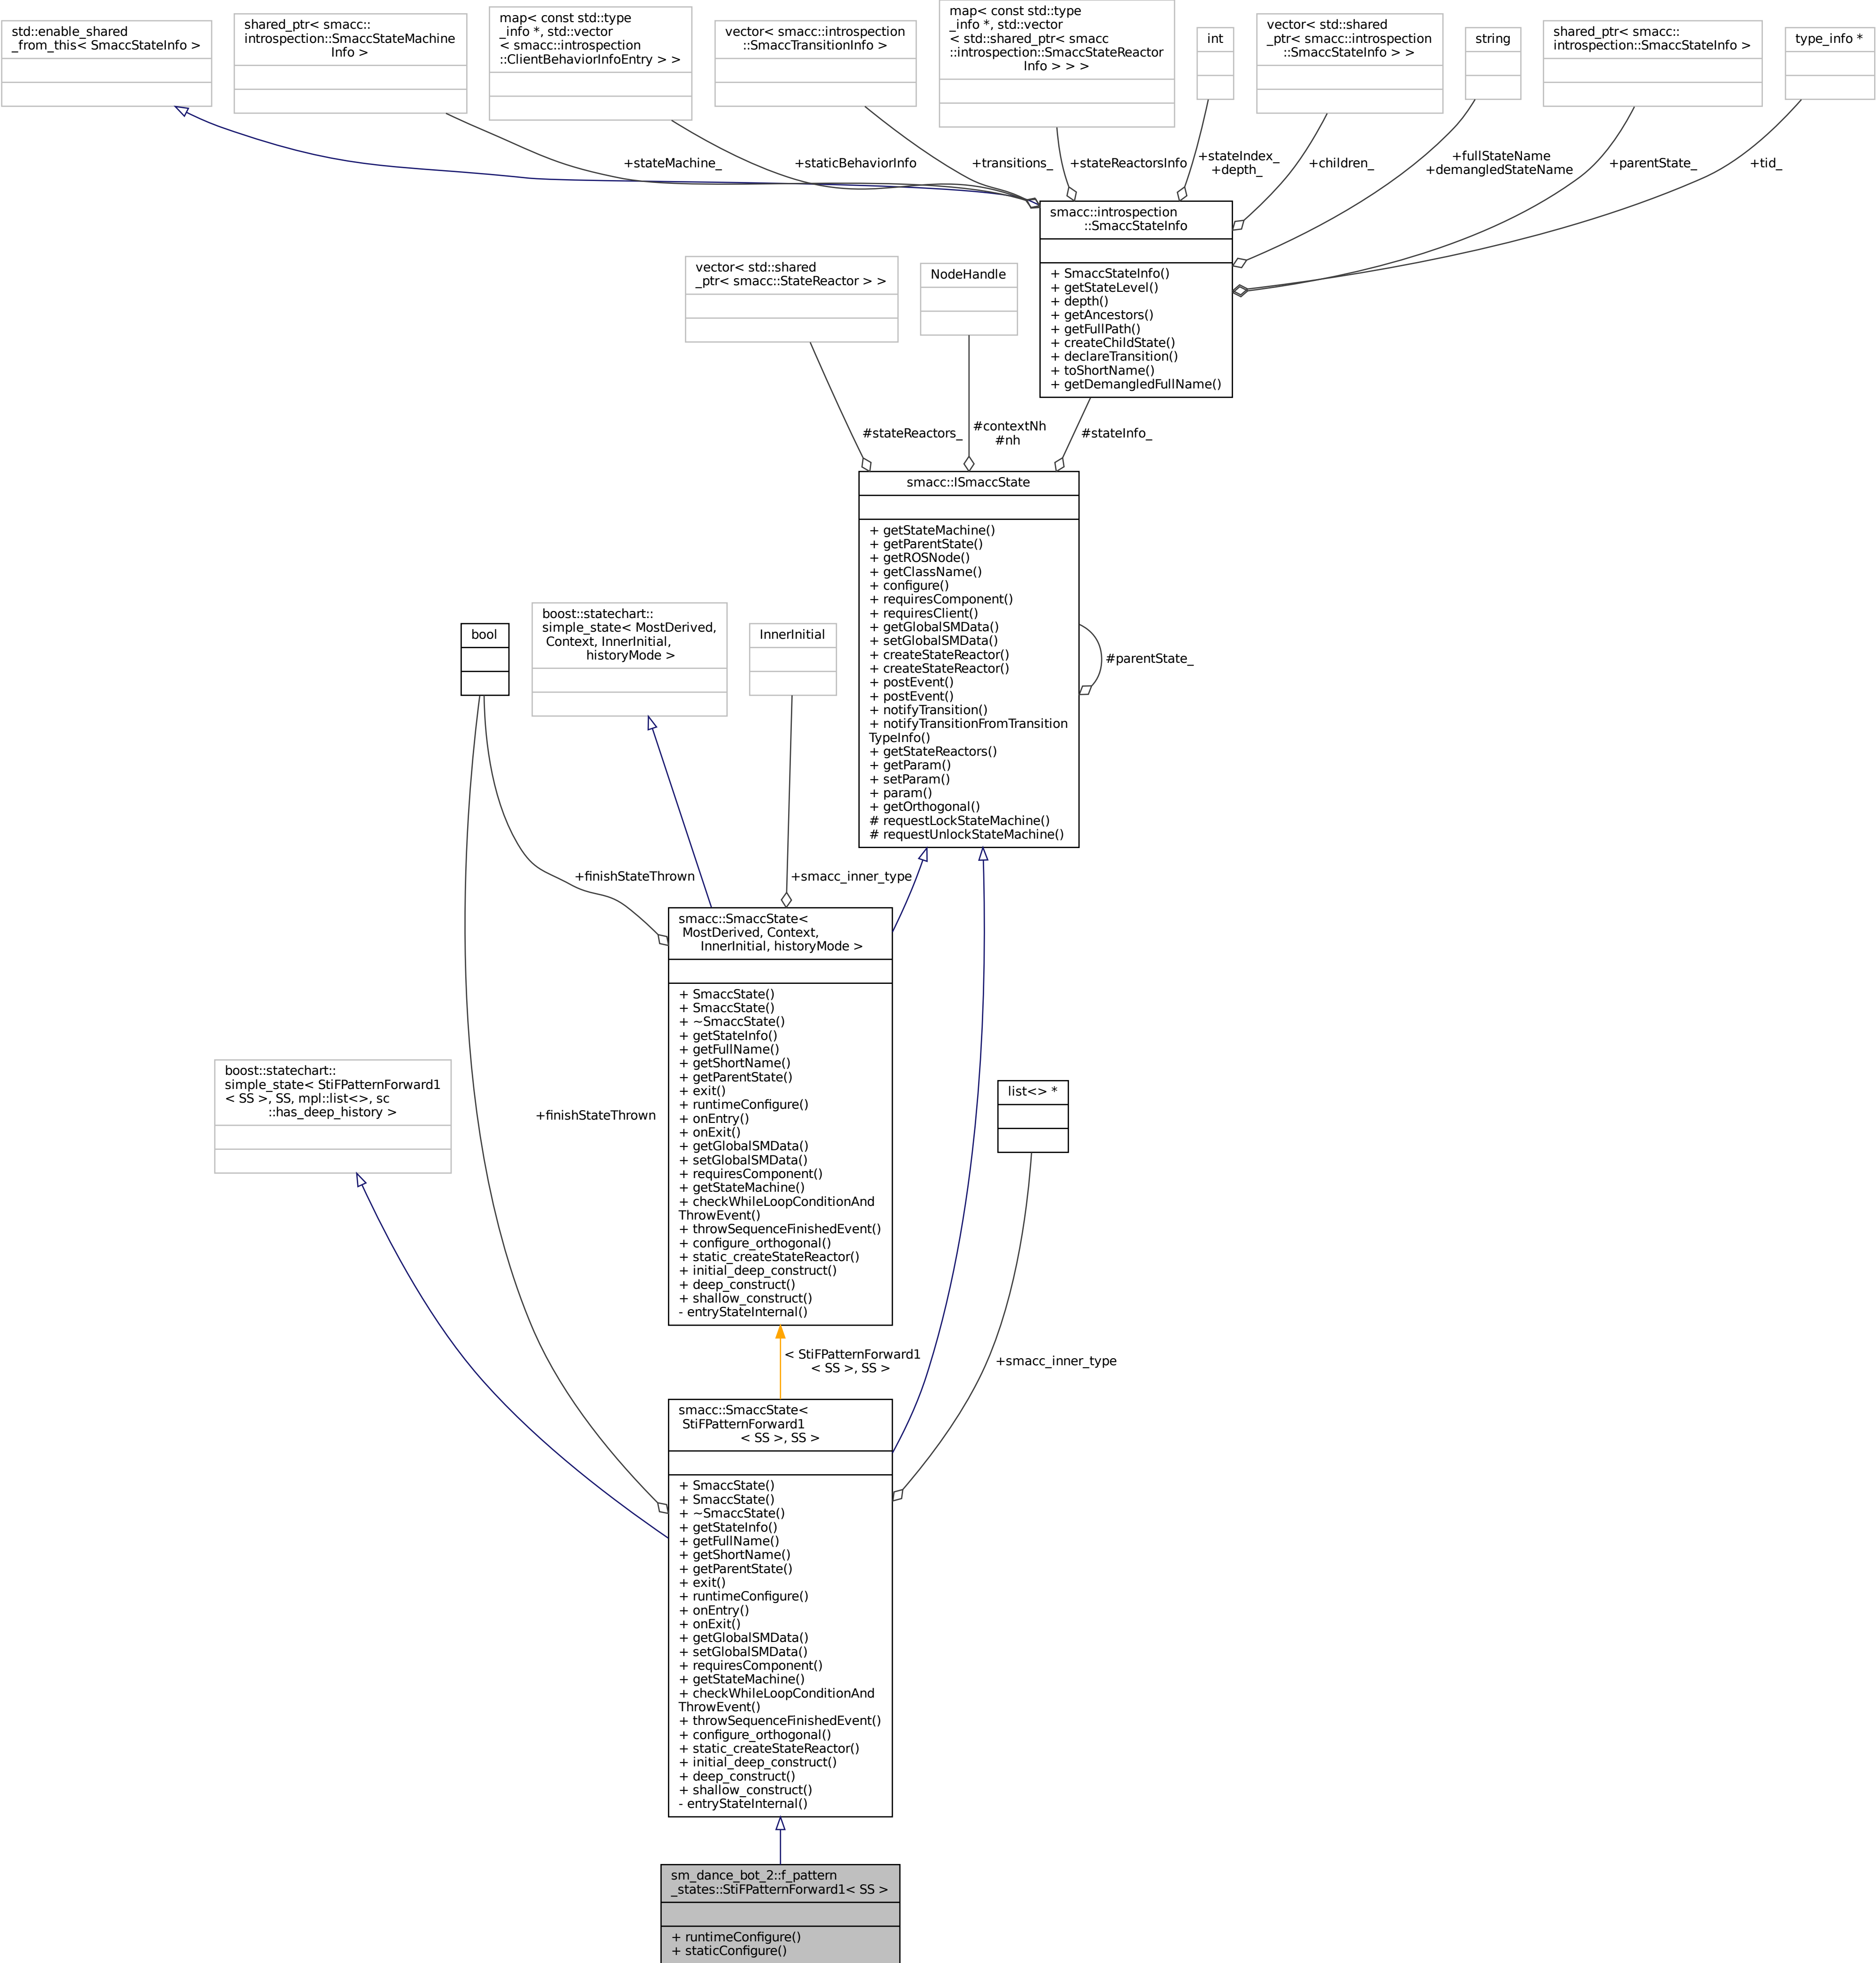 std::enable_shared
_from_this< SmaccStateInfo >
shared_ptr< smacc::
introspection::SmaccStateMachine
Info >
map< const std::type
_info *, std::vector
< smacc::introspection
::ClientBehaviorInfoEntry > >
vector< smacc::introspection
::SmaccTransitionInfo >
map< const std::type
_info *, std::vector
< std::shared_ptr< smacc
::introspection::SmaccStateReactor
Info > > >
int
vector< std::shared
_ptr< smacc::introspection
::SmaccStateInfo > >
string
shared_ptr< smacc::
introspection::SmaccStateInfo >
type_info *
+stateMachine_
+staticBehaviorInfo
+transitions_
+stateReactorsInfo
+stateIndex_
+depth_
+children_
+fullStateName
+demangledStateName
+parentState_
+tid_
smacc::introspection
::SmaccStateInfo
+ SmaccStateInfo()
+ getStateLevel()
+ depth()
+ getAncestors()
+ getFullPath()
+ createChildState()
+ declareTransition()
+ toShortName()
+ getDemangledFullName()
vector< std::shared
_ptr< smacc::StateReactor > >
NodeHandle
#stateReactors_
#contextNh
#nh
#stateInfo_
smacc::ISmaccState
+ getStateMachine()
+ getParentState()
+ getROSNode()
+ getClassName()
+ configure()
+ requiresComponent()
+ requiresClient()
+ getGlobalSMData()
+ setGlobalSMData()
+ createStateReactor()
+ createStateReactor()
+ postEvent()
+ postEvent()
+ notifyTransition()
+ notifyTransitionFromTransition
TypeInfo()
+ getStateReactors()
+ getParam()
+ setParam()
+ param()
+ getOrthogonal()
# requestLockStateMachine()
# requestUnlockStateMachine()
#parentState_
bool
boost::statechart::
simple_state< MostDerived,
Context, InnerInitial,
historyMode >
InnerInitial
+finishStateThrown
+smacc_inner_type
smacc::SmaccState<
MostDerived, Context,
InnerInitial, historyMode >
+ SmaccState()
+ SmaccState()
+ ~SmaccState()
+ getStateInfo()
+ getFullName()
+ getShortName()
+ getParentState()
+ exit()
+ runtimeConfigure()
+ onEntry()
+ onExit()
+ getGlobalSMData()
+ setGlobalSMData()
+ requiresComponent()
+ getStateMachine()
+ checkWhileLoopConditionAnd
ThrowEvent()
+ throwSequenceFinishedEvent()
+ configure_orthogonal()
+ static_createStateReactor()
+ initial_deep_construct()
+ deep_construct()
+ shallow_construct()
- entryStateInternal()
boost::statechart::
simple_state< StiFPatternForward1
< SS >, SS, mpl::list<>, sc
::has_deep_history >
+finishStateThrown
list<> *
< StiFPatternForward1
< SS >, SS >
+smacc_inner_type
smacc::SmaccState<
StiFPatternForward1
< SS >, SS >
+ SmaccState()
+ SmaccState()
+ ~SmaccState()
+ getStateInfo()
+ getFullName()
+ getShortName()
+ getParentState()
+ exit()
+ runtimeConfigure()
+ onEntry()
+ onExit()
+ getGlobalSMData()
+ setGlobalSMData()
+ requiresComponent()
+ getStateMachine()
+ checkWhileLoopConditionAnd
ThrowEvent()
+ throwSequenceFinishedEvent()
+ configure_orthogonal()
+ static_createStateReactor()
+ initial_deep_construct()
+ deep_construct()
+ shallow_construct()
- entryStateInternal()
sm_dance_bot_2::f_pattern
_states::StiFPatternForward1< SS >
+ runtimeConfigure()
+ staticConfigure()